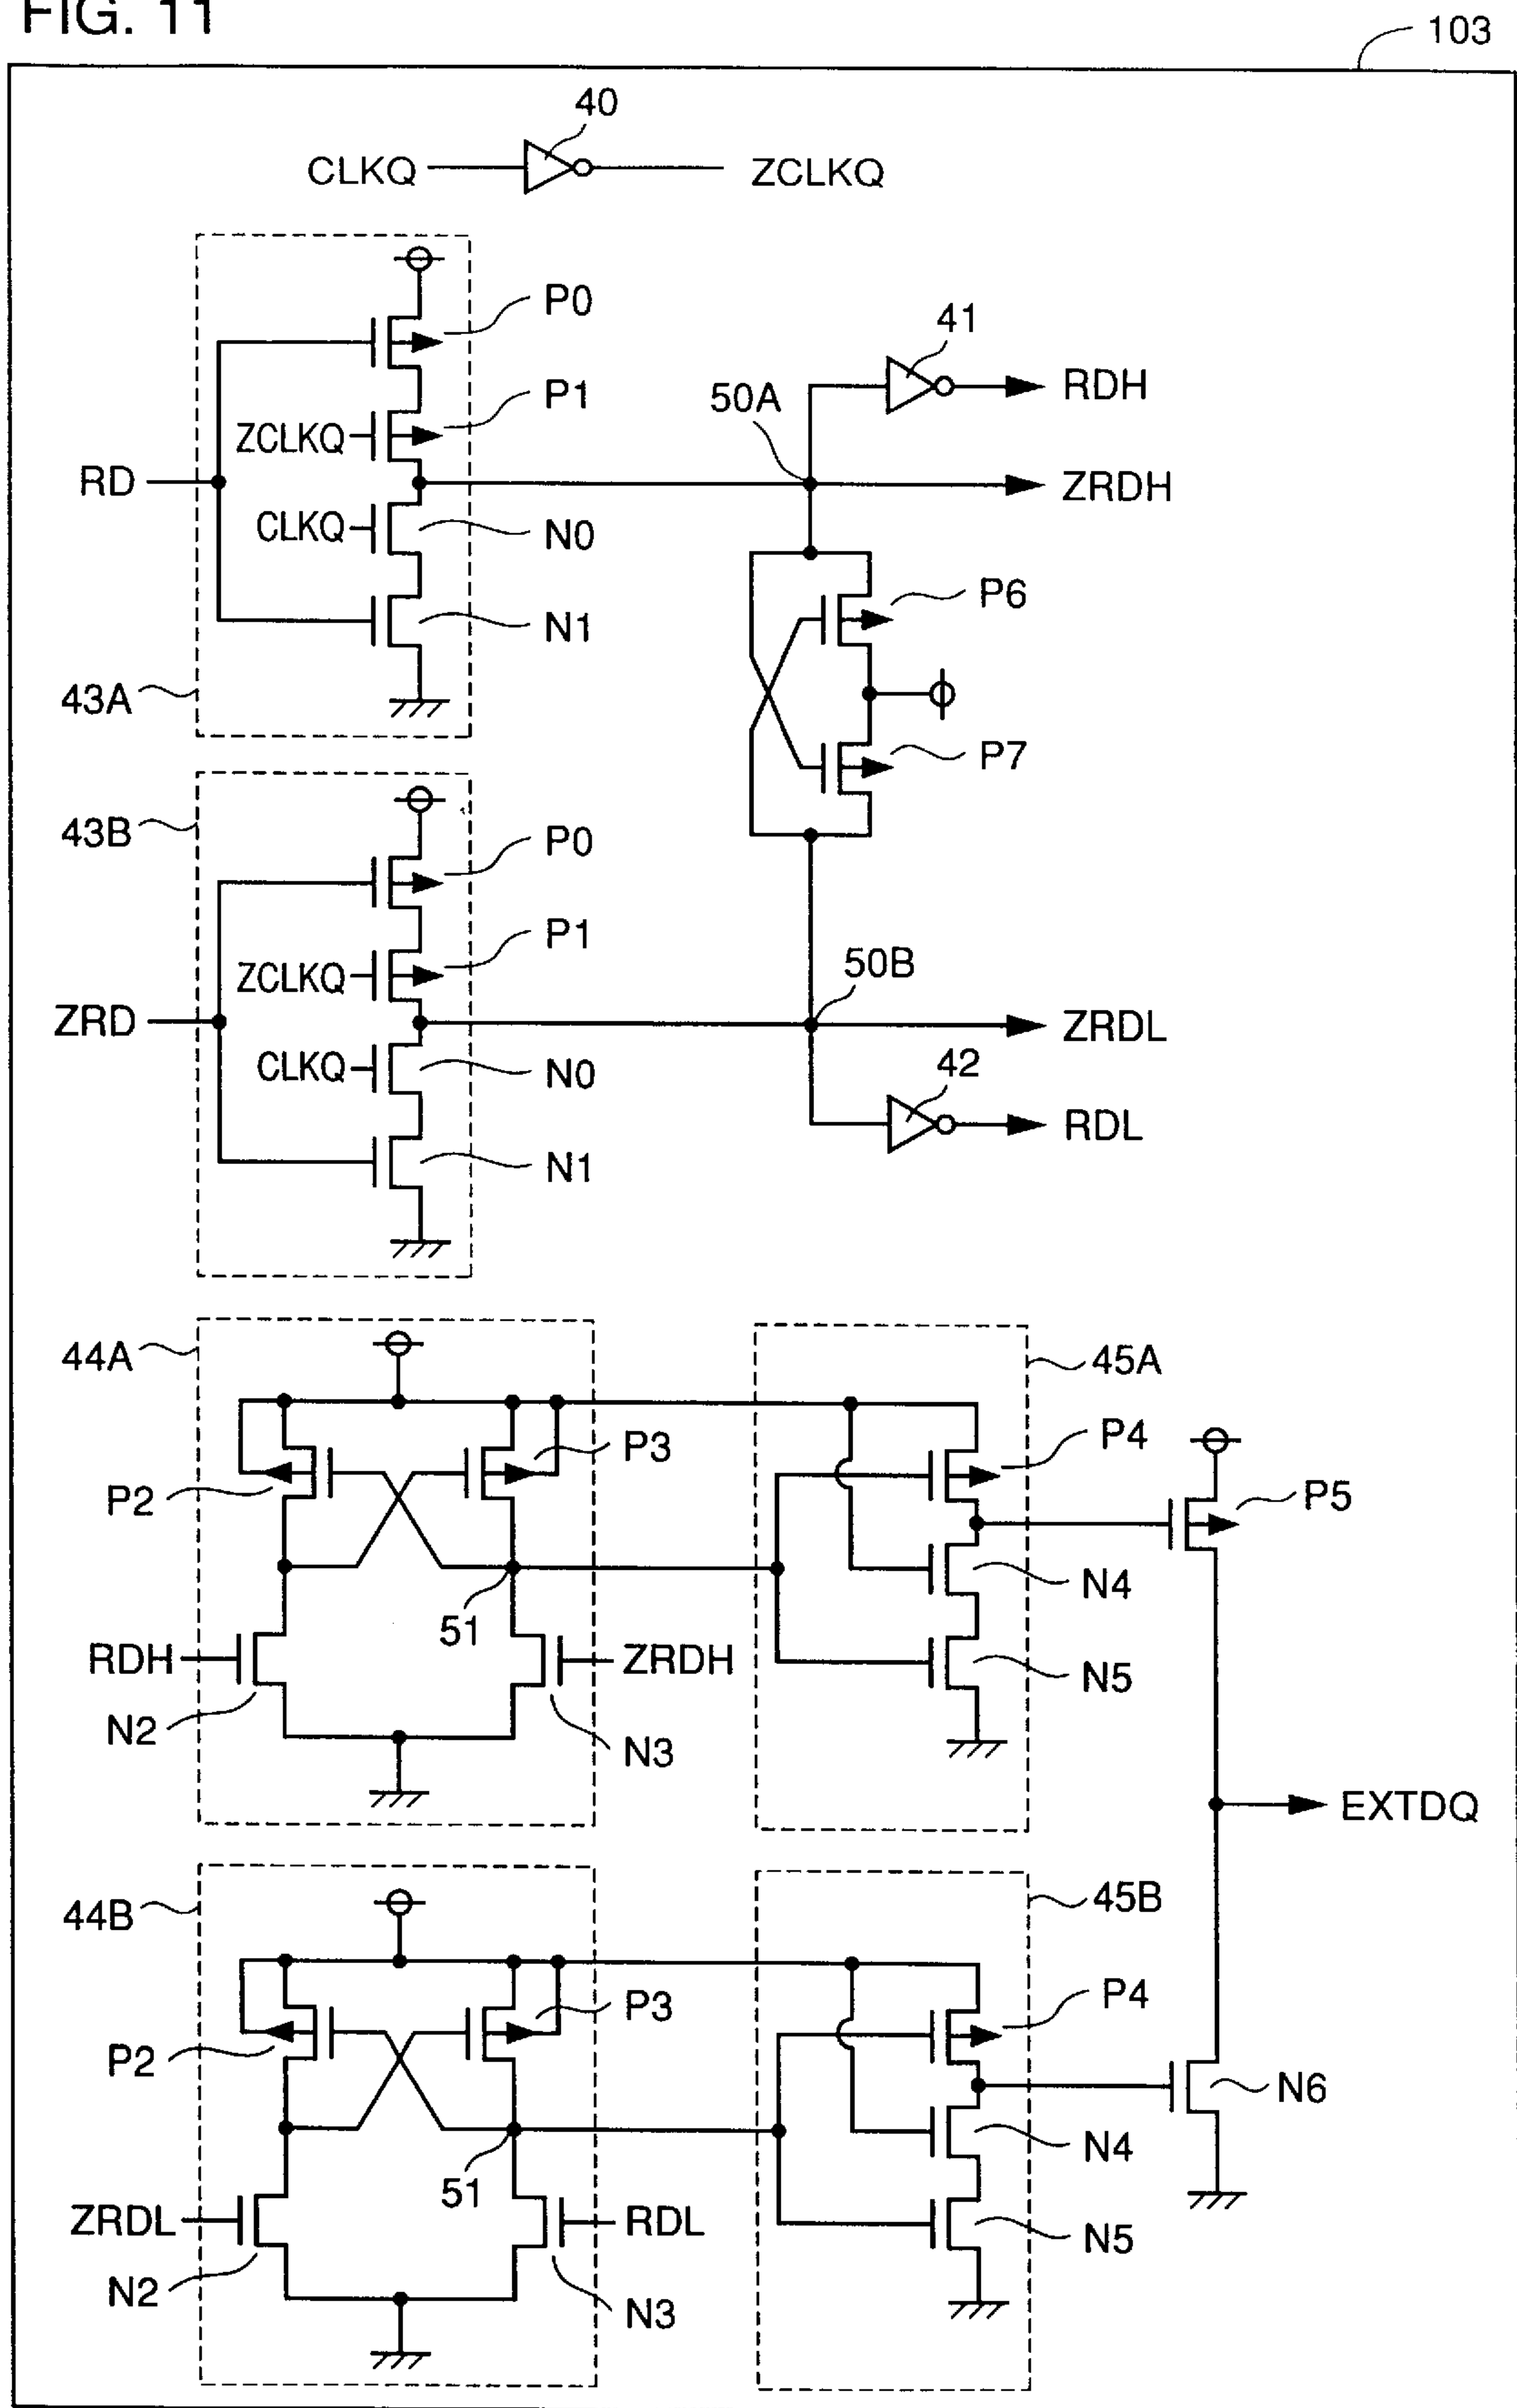 FIG. 11
103
40
CLKQ
ZCLKQ
P0
41
P1
50A
RDH
ZCLKQ
RD
ZRDH
CLKQ
N0
P6
N1
43A
P7
43B
P0
P1
50B
ZCLKQ
ZRD
ZRDL
CLKQ
N0
42
RDL
N1
44A
45A
P3
P4
P2
P5
N4
51
RDH
ZRDH
N5
N2
N3
EXTDQ
44B
45B
P3
P4
P2
N6
N4
51
ZRDL
RDL
N5
N2
N3